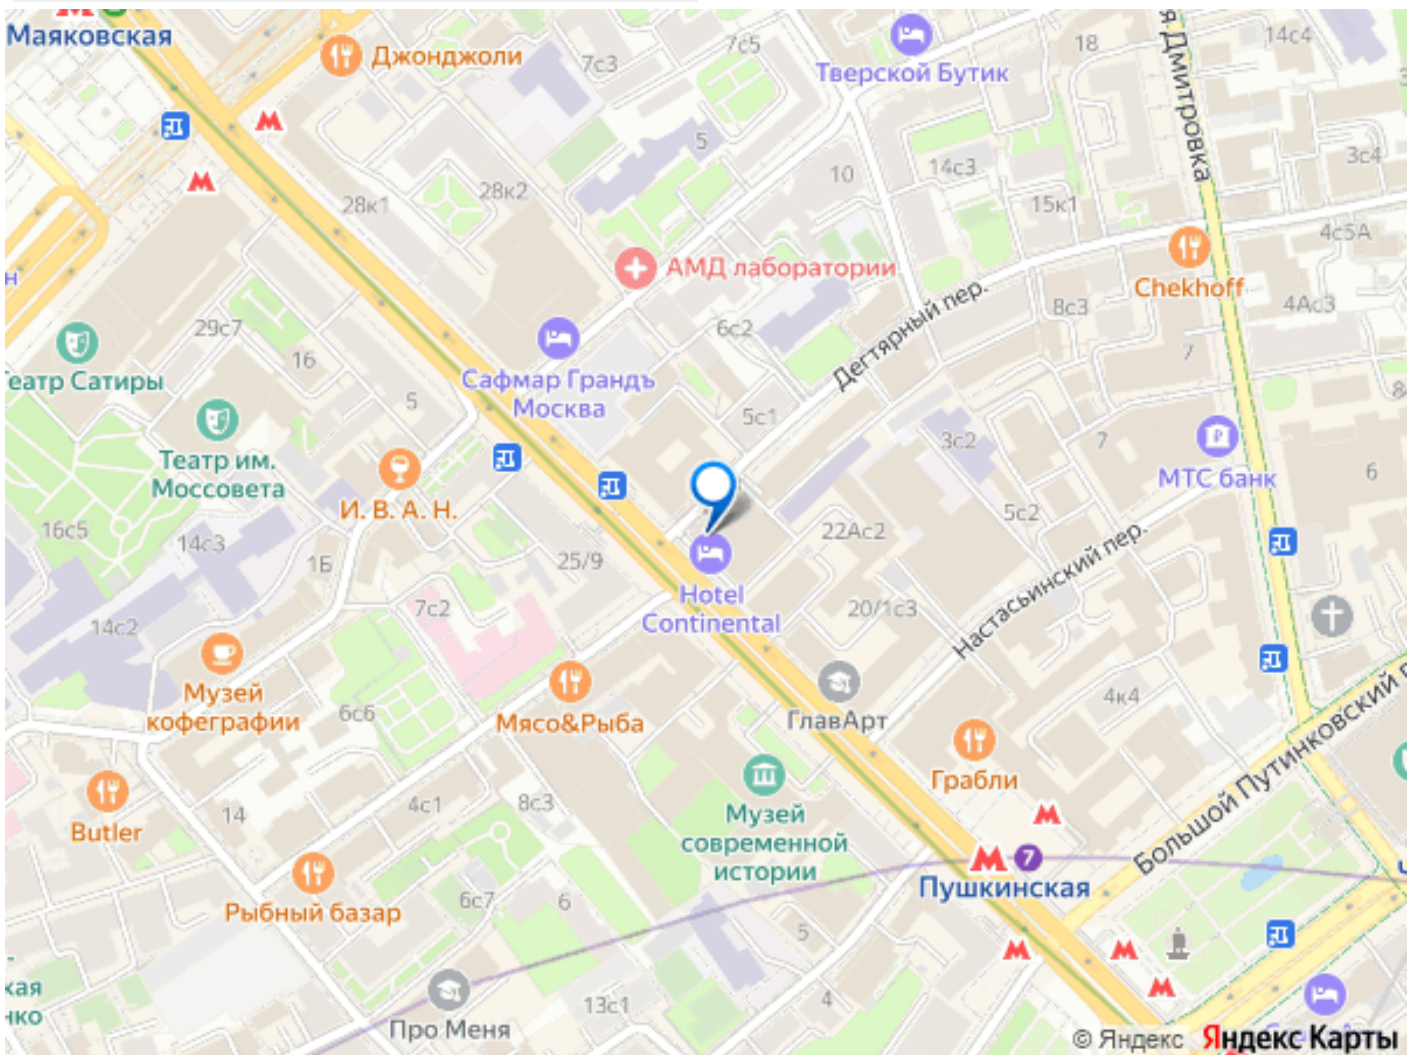 Маяковская
Джонджоли
7с3
7с5
Тверской Бутик
18
я Дмитровка
14с4
3с4
5
10
14с3
15к1
28к1
28к2
4с5А
АМД лаборатории
Chekhoff
н
8с3
4Ас3
Дегтярный пер.
29с7
6с2
16
7
еатр Сатиры
Сафмар Грандъ
Москва
5
5с1
3с2
7
Театр им.
Моссовета
МТС банк
6
И. В. А. Н.
16с5
14с3
5с2
22Ас2
1Б
25/9
Настасьинский пер.
Hotel
Continental
7с2
20/1с3
14с2
Музей
кофеграфии
6с6
Мясо&Рыба
ГлавАрт
4к4
Большой Путинковский п
Грабли
Butler
14
4с1
8с3
Музей
современной
истории
7
Пушкинская
Рыбный базар
6с7
6
5
кая
нко
Про Меня
13с1
4
© Яндекс Яндекс Карты